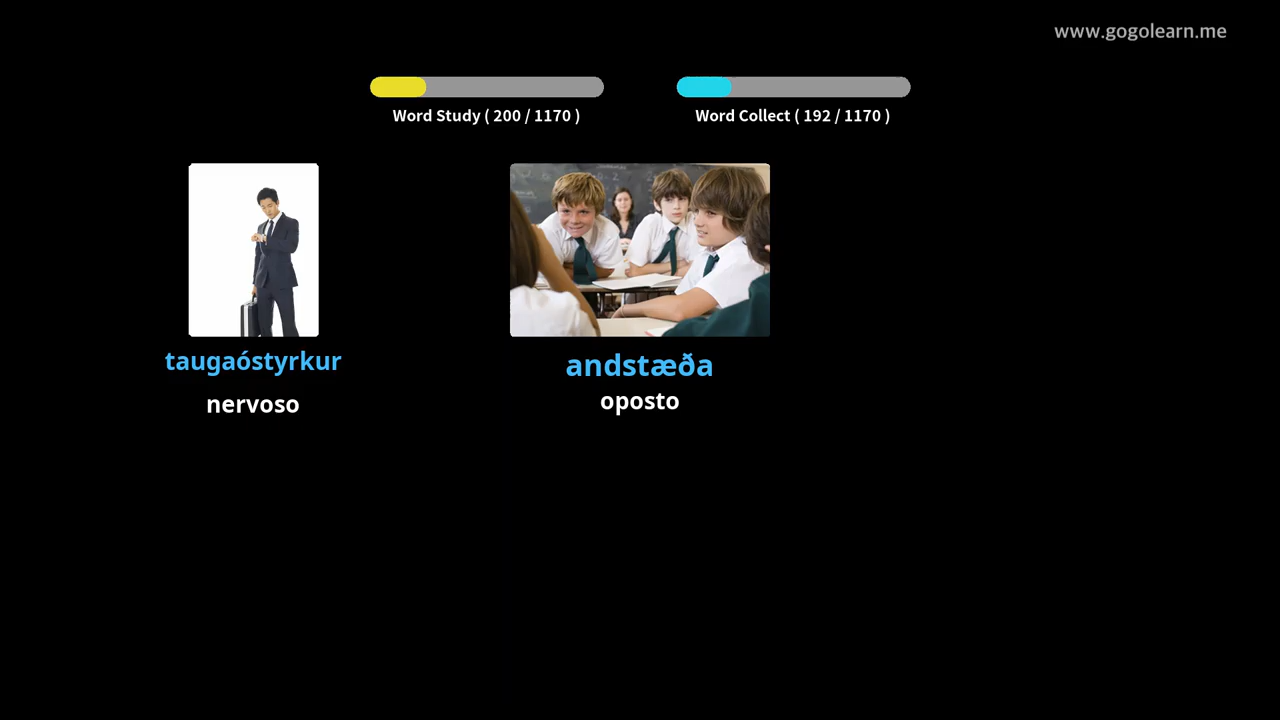 www.gogolearn.me
Word Study ( 200 / 1170 )
Word Collect ( 192 / 1170 )
taugaóstyrkur
nervoso
andstæða
oposto